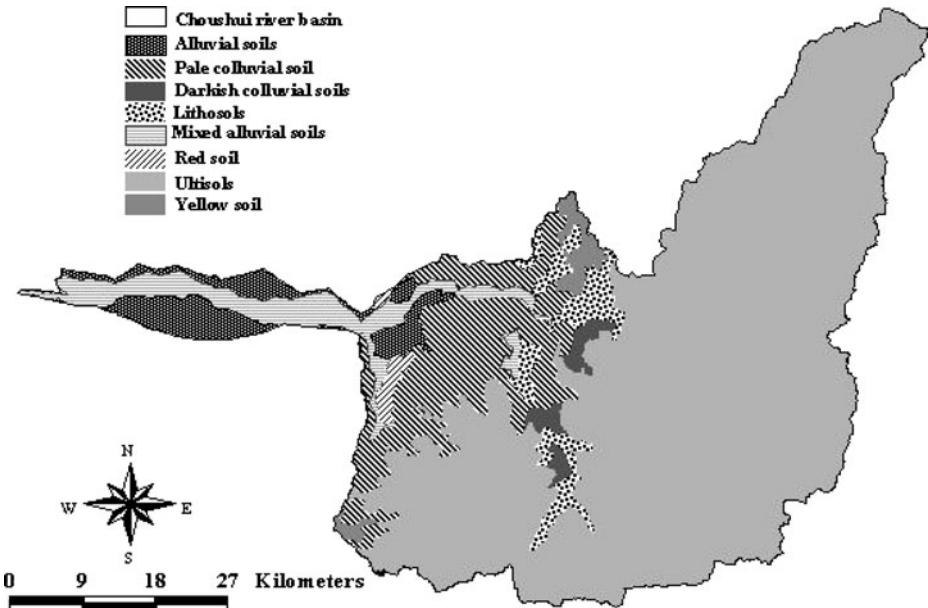 Choushui river basin
Alluvial soils
Pale colluvial soil
Darkish colluvial soils
Lithosols
Mixed alluvial soils
Red soil
Ultisols
Yellow soil
N
W E
S
0 9 18 27 Kilometers